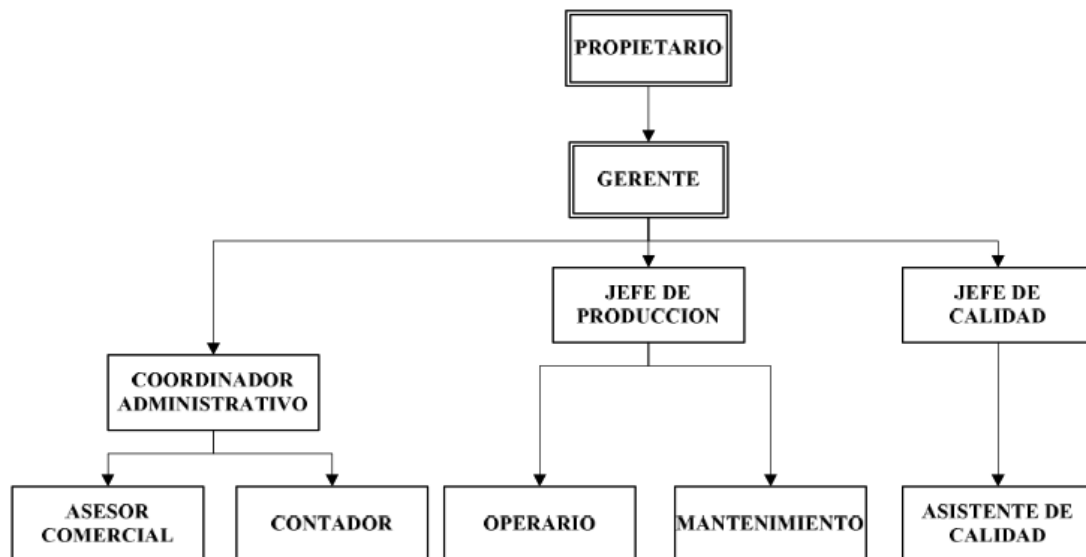 PROPIETARIO
GERENTE
JEFE DE
PRODUCCION
JEFE DE
CALIDAD
COORDINADOR
ADMINISTRATIVO
ASESOR
COMERCIAL
CONTADOR
OPERARIO
MANTENIMIENTO
ASISTENTE DE
CALIDAD